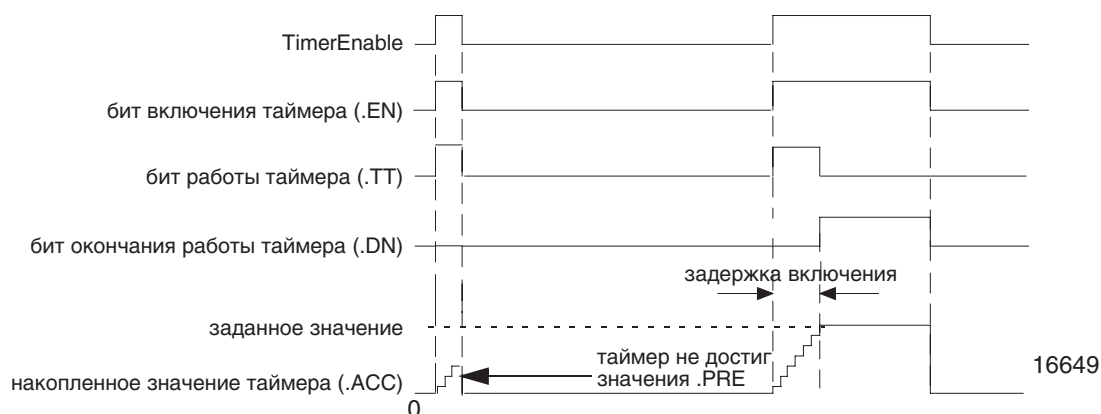 TimerEnable
бит включения таймера (.EN)
бит работы таймера (.TT)
бит окончания работы таймера (.DN)
задержка включения
заданное значение
таймер не достиг
значения .PRE
16649
накопленное значение таймера (.ACC)
0